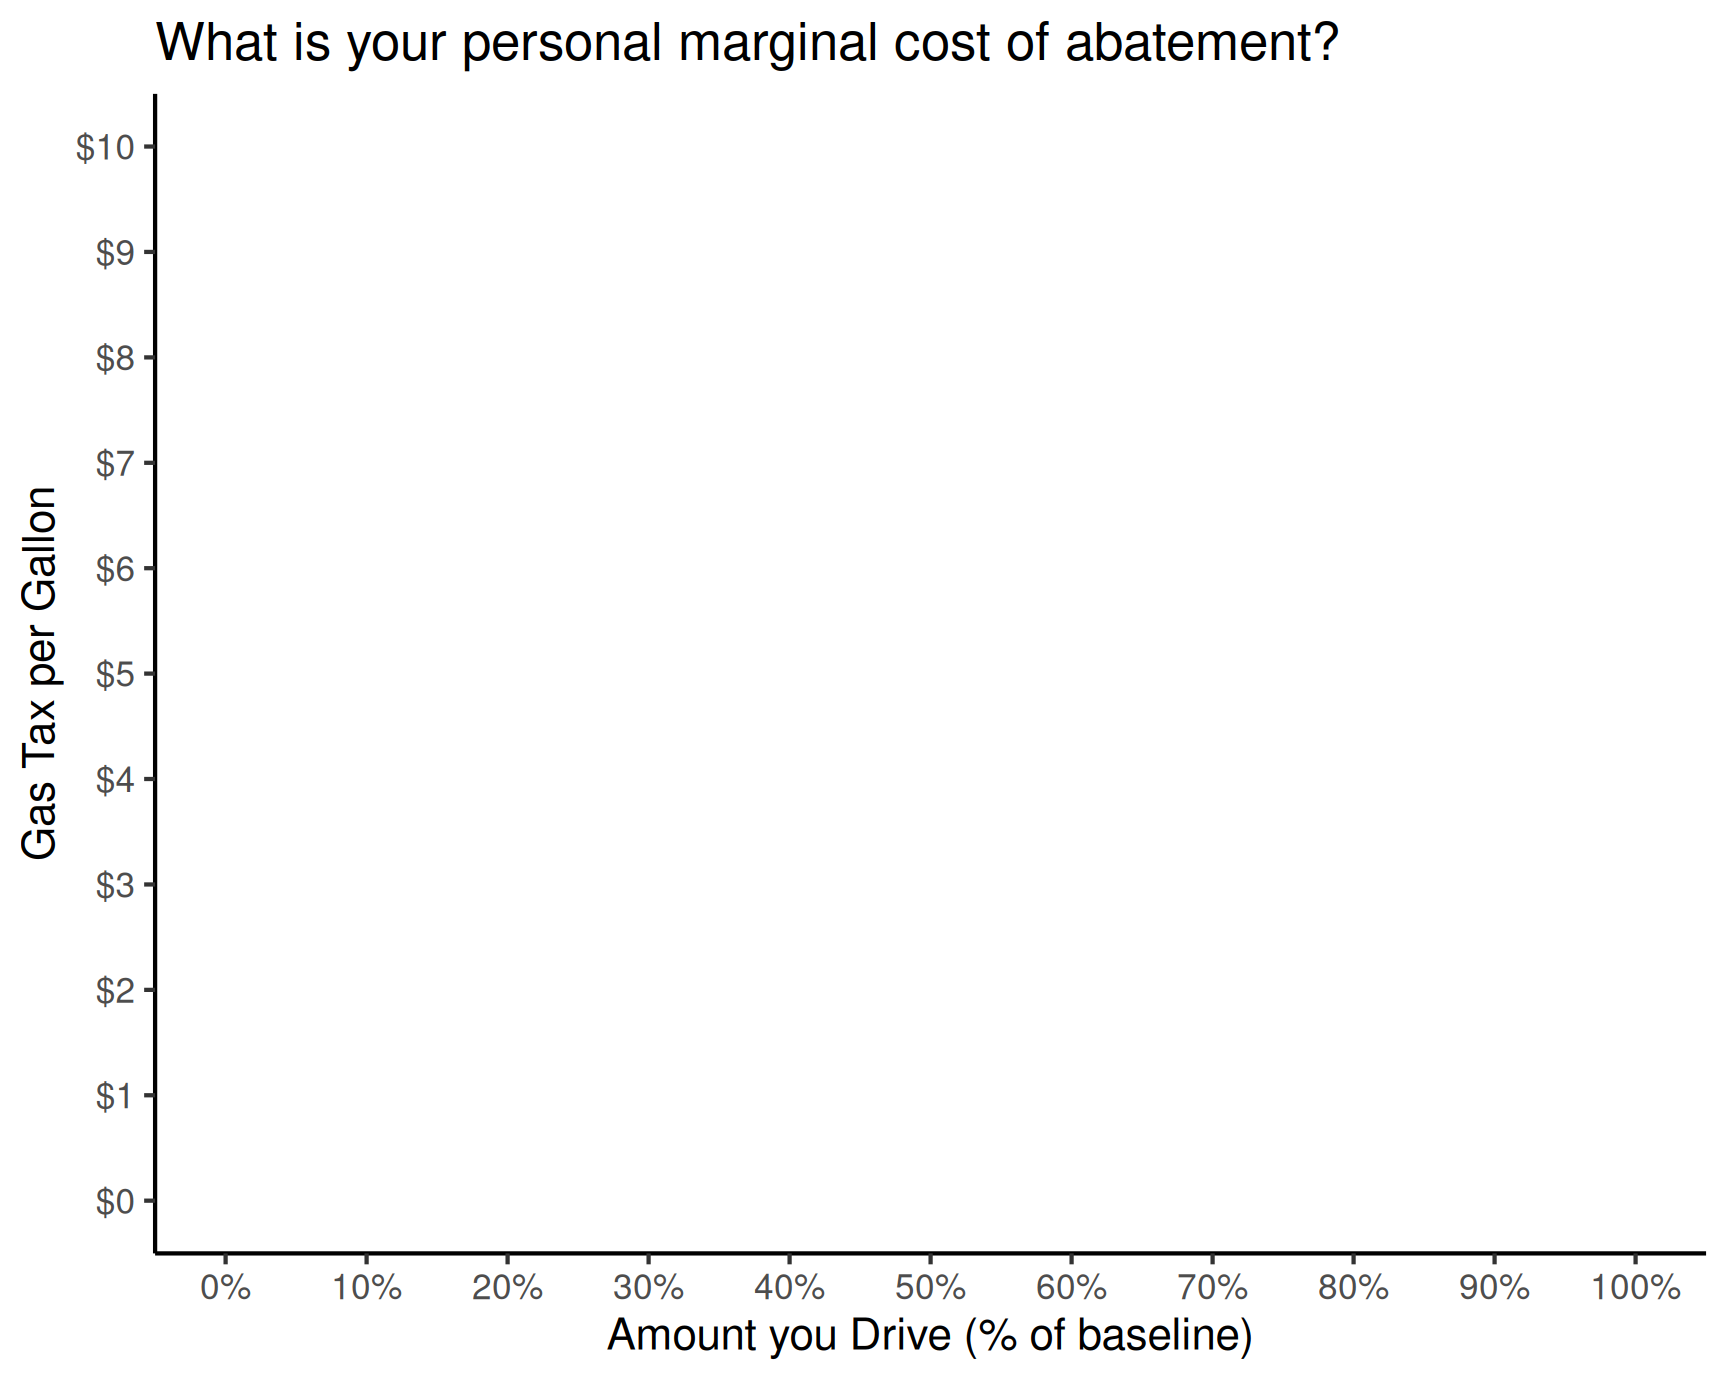 What is your personal marginal cost of abatement?
$10
$9
$8
$7
$6
$5
$4
$3
$2
$1
$0
Gas Tax per Gallon
0% 10% 20% 30% 40% 50% 60% 70% 80% 90% 100%
Amount you Drive (% of baseline)